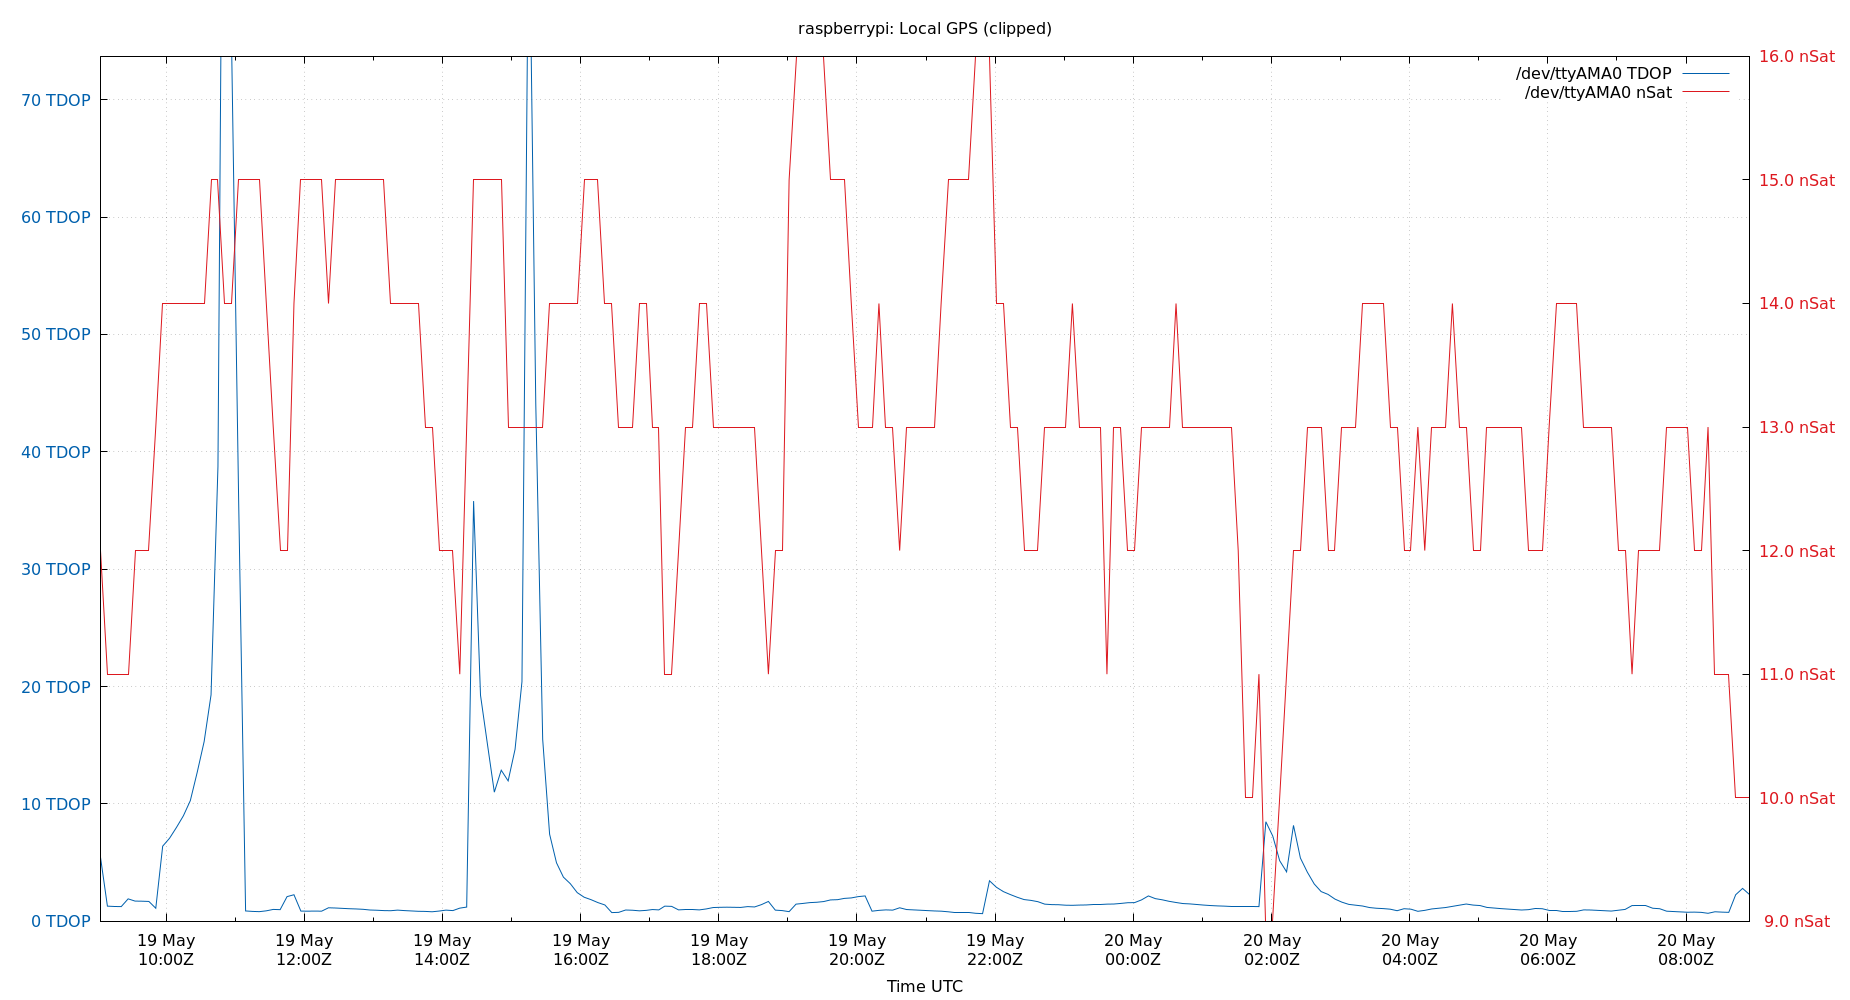 raspberrypi: Local GPS (clipped)
/dev/ttyAMA0 TDOP
/dev/ttyAMA0 nSat
70 TDOP
60 TDOP
50 TDOP
40 TDOP
30 TDOP
20 TDOP
10 TDOP
0 TDOP
16.0 nSat
15.0 nSat
14.0 nSat
13.0 nSat
12.0 nSat
11.0 nSat
10.0 nSat
9.0 nSat
19 May
10:00Z
19 May
12:00Z
19 May
14:00Z
19 May
16:00Z
19 May
18:00Z
19 May
20:00Z
19 May
22:00Z
20 May
00:00Z
20 May
02:00Z
20 May
04:00Z
20 May
06:00Z
20 May
08:00Z
Time UTC